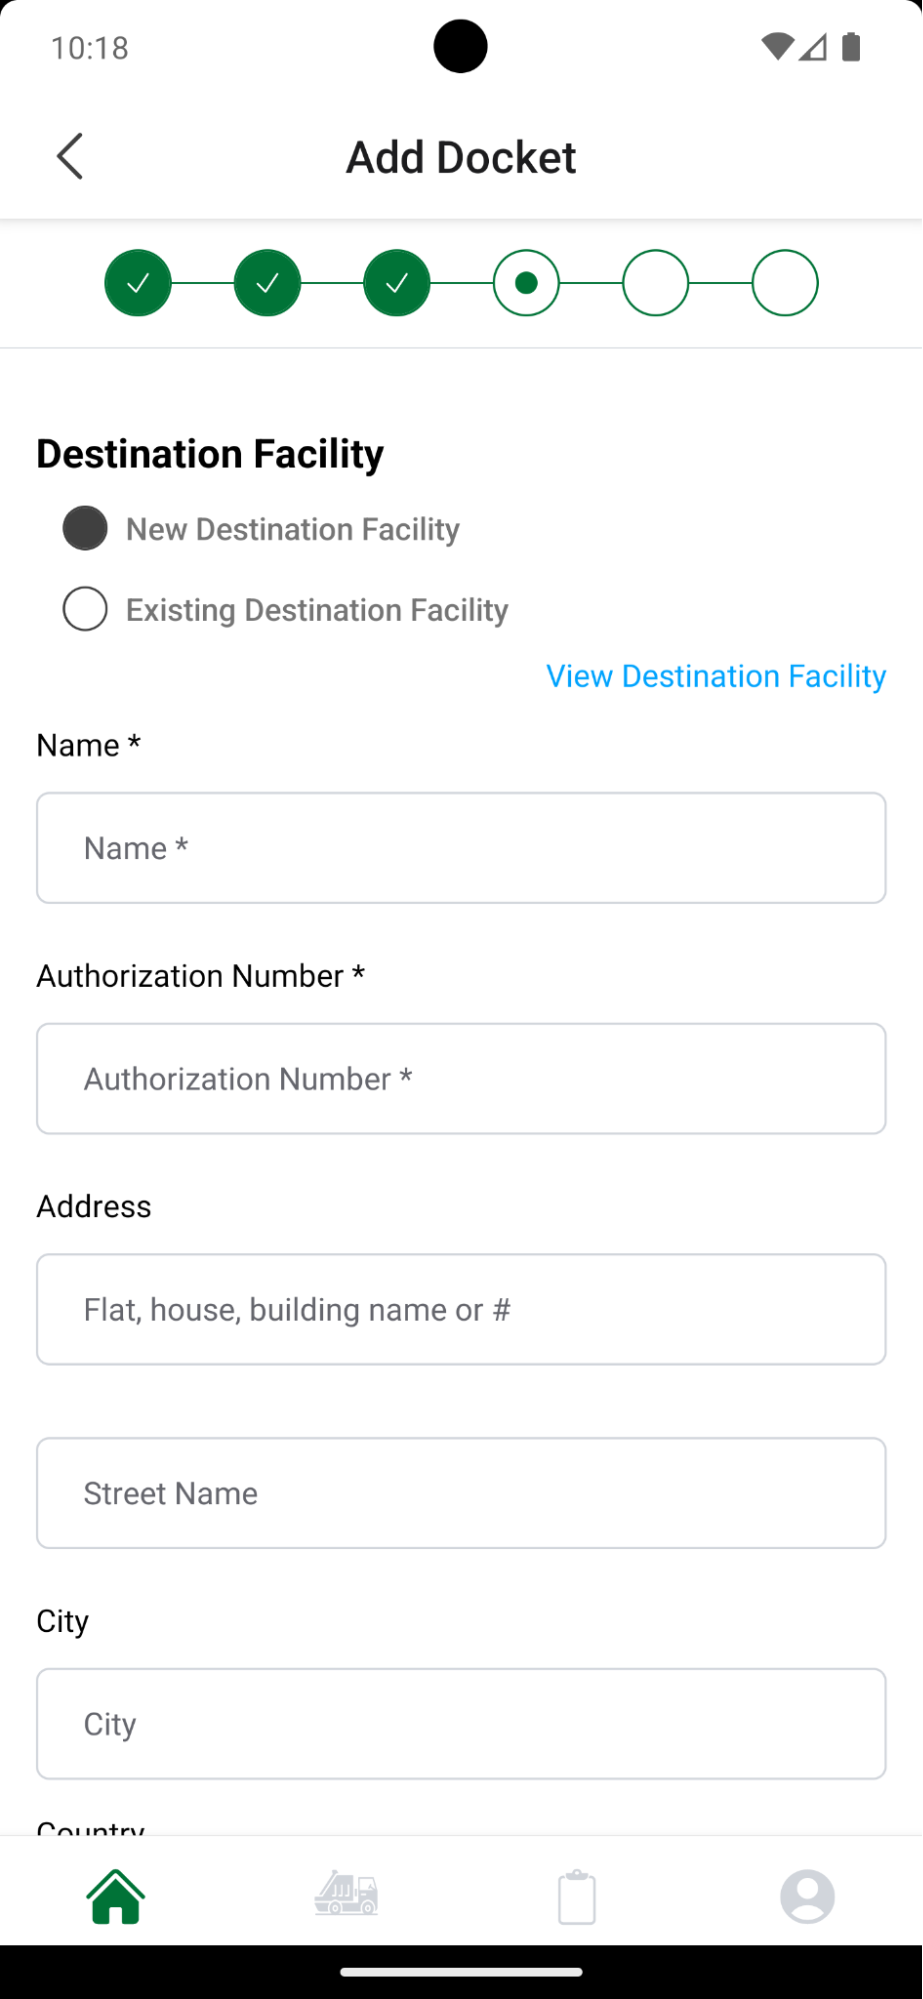 10:18
Add Docket
Destination Facility
New Destination Facility
Existing Destination Facility
View Destination Facility
Name *
Name *
Authorization Number *
Authorization Number *
Address
Flat, house, building name or #
Street Name
City
City
Country